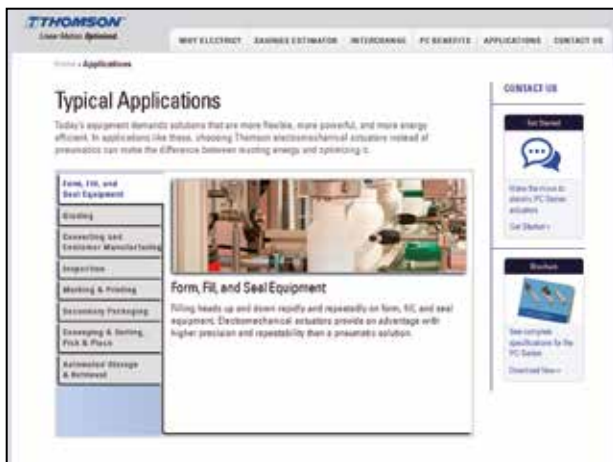 THOMSON
Linear Motion. Optimized.
WHY ELECTRIC? SAVINGS ESTIMATOR INTERCHANGE PC BENEFITS APPLICATIONS CONTACT US
Home » Applications
Typical Applications
Today's equipment demands solutions that are more flexible, more powerful, and more energy
efficient. In applications like these, choosing Thomson electromechanical actuators instead of
pneumatics can make the difference between wasting energy and optimizing it.
Form, Fill, and
Seal Equipment
Converting and
Customer Manufacturing
Inspection
Marking & Printing
Secondary Packaging
Conveying & Sorting,
Pick & Place
Automated Storage
& Retrieval
Form, Fill, and Seal Equipment
Filling heads up and down rapidly and repeatedly on form, fill, and seal
equipment. Electromechanical actuators provide an advantage with
higher precision and repeatability than a pneumatic solution.
CONTACT US
Get Started
Make the move to
electric PC Series
actuators
Get Started »
Brochure
See complete
specifications for the
PC Series
Download Now »